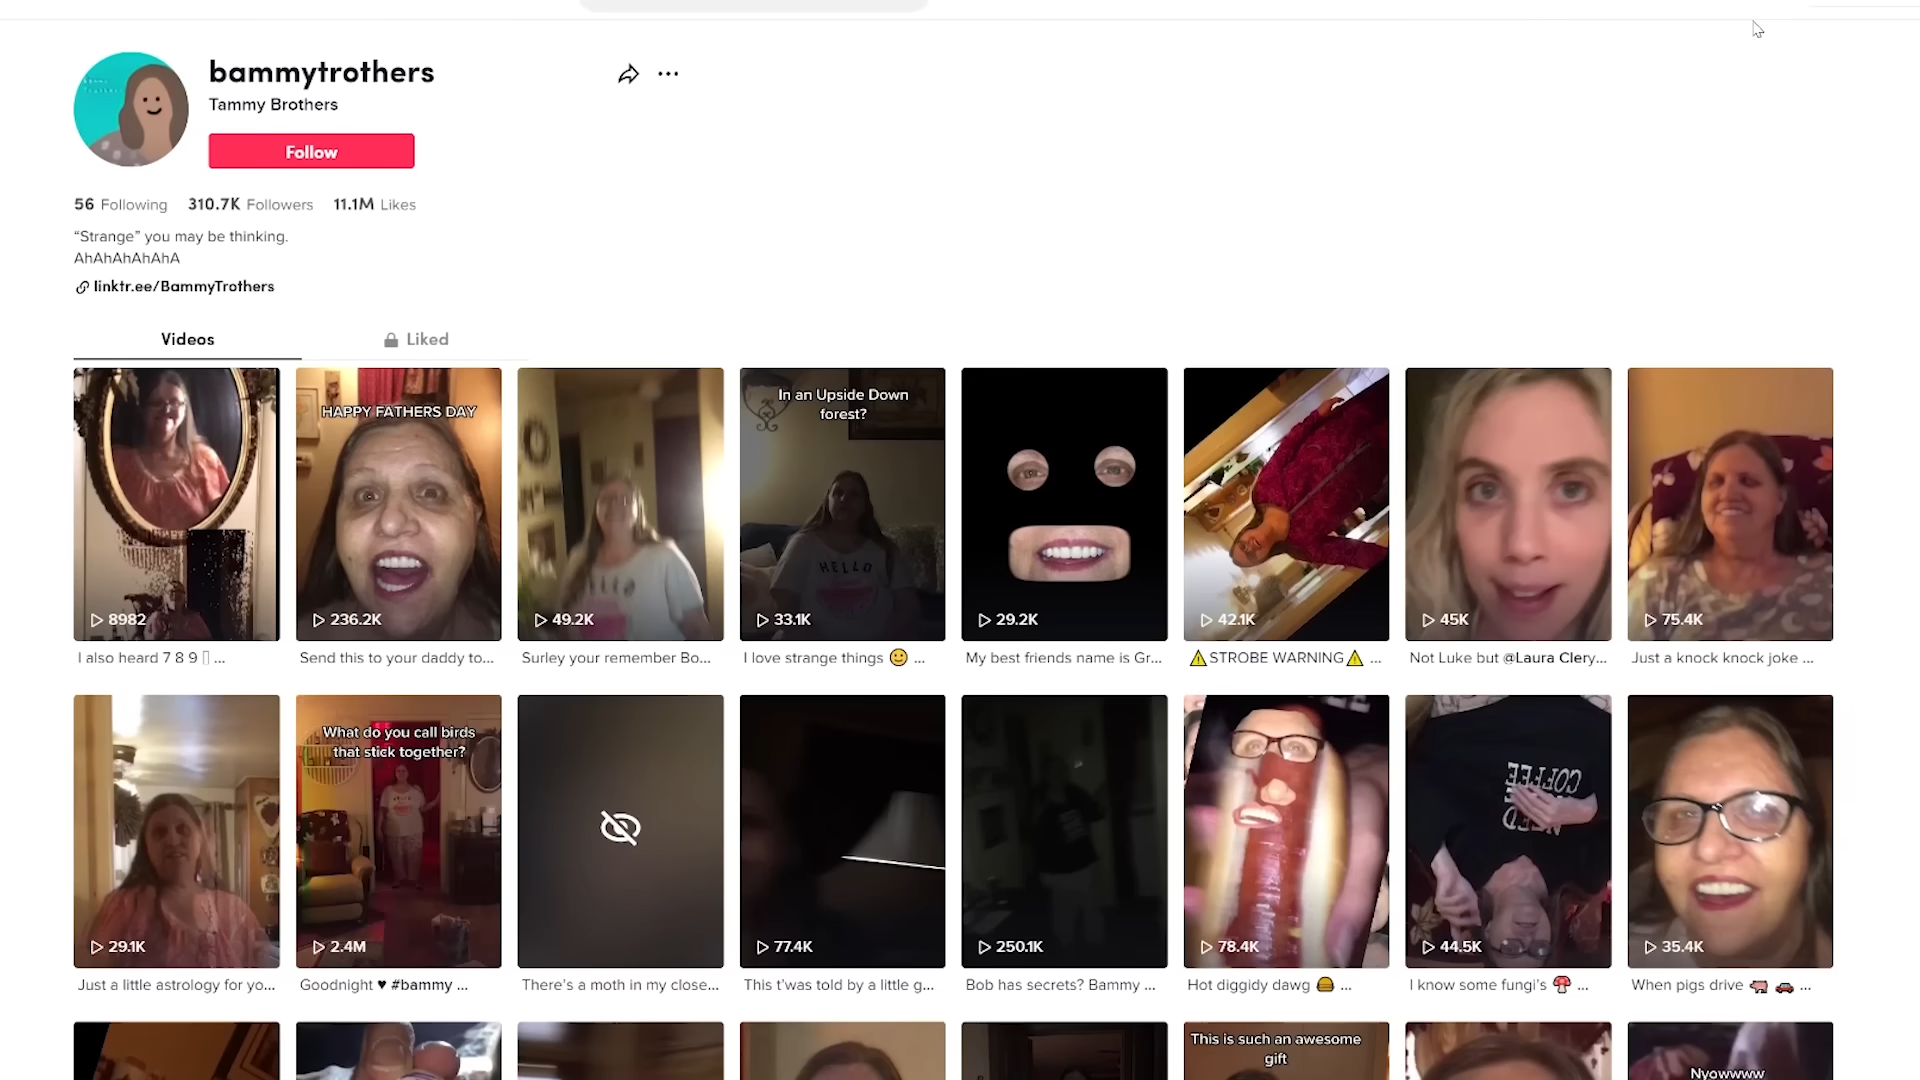 bammytrothers
Tammy Brothers
Follow
56 Following 310.7K Followers 11.1M Likes
“Strange” you may be thinking.
AhAhAhAhAhA
linktr.ee/BammyTrothers
Videos
Liked
HAPPY FATHERS DAY
In an Upside Down
forest?
HELLO
8982
236.2K
49.2K
33.1K
29.2K
42.1K
45K
75.4K
I also heard 7 8 9 ...
Send this to your daddy to...
Surley your remember Bo...
I love strange things 🙂 ...
My best friends name is Gr...
⚠️STROBE WARNING⚠️ ...
Not Luke but @Laura Clery...
Just a knock knock joke ...
What do you call birds
that stick together?
NEED
COFFEE
29.1K
2.4M
77.4K
250.1K
78.4K
44.5K
35.4K
Just a little astrology for yo...
Goodnight ♥ #bammy ...
There's a moth in my close...
This t'was told by a little g...
Bob has secrets? Bammy ...
Hot diggidy dawg 🍔 ...
I know some fungi's 🍄 ...
When pigs drive 🐖 🚗 ...
This is such an awesome
gift
Nyowwww